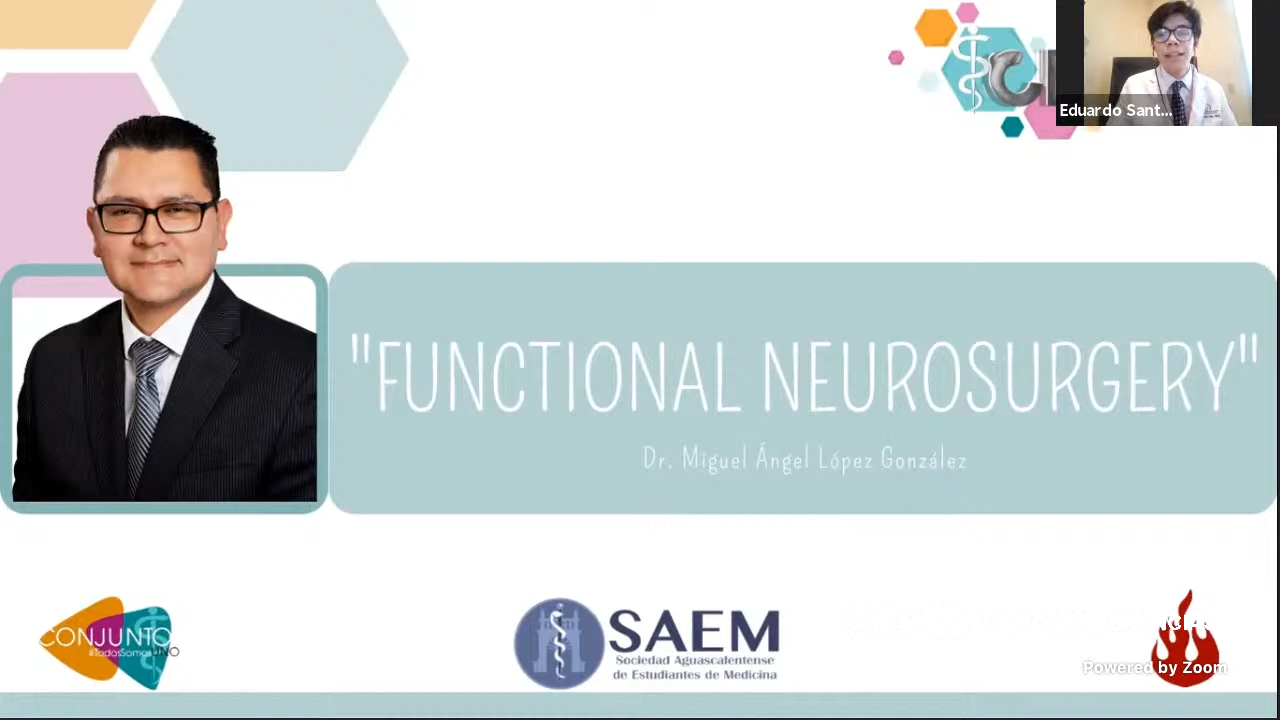 Eduardo Sant...
"FUNCTIONAL NEUROSURGERY"
Dr. Miguel Ángel López González
CONJUNTO
#TodosSomosUNO
SAEM
Sociedad Aguascalentense
de Estudiantes de Medicina
Powered by Zoom